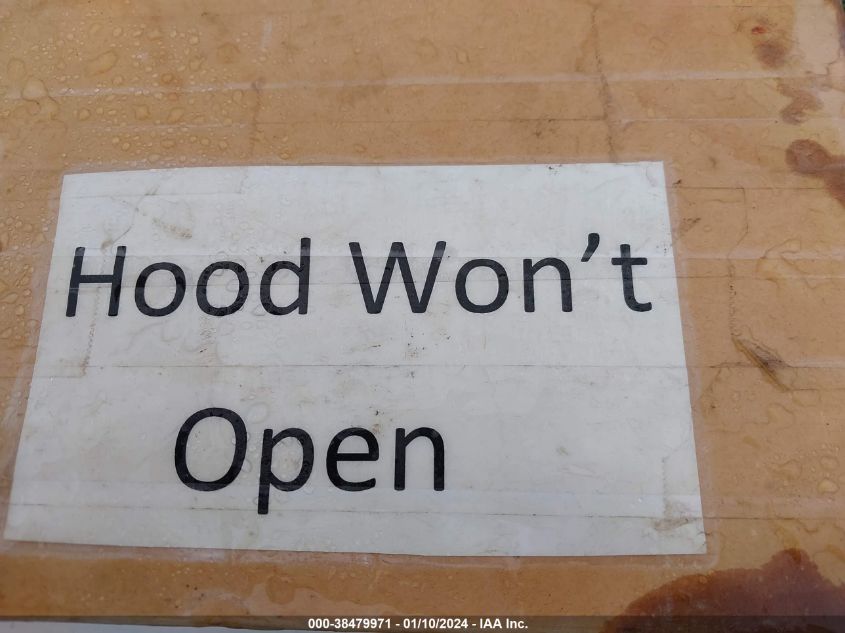 Hood Won’t
Open
000-38479971 - 01/10/2024 - IAA Inc.